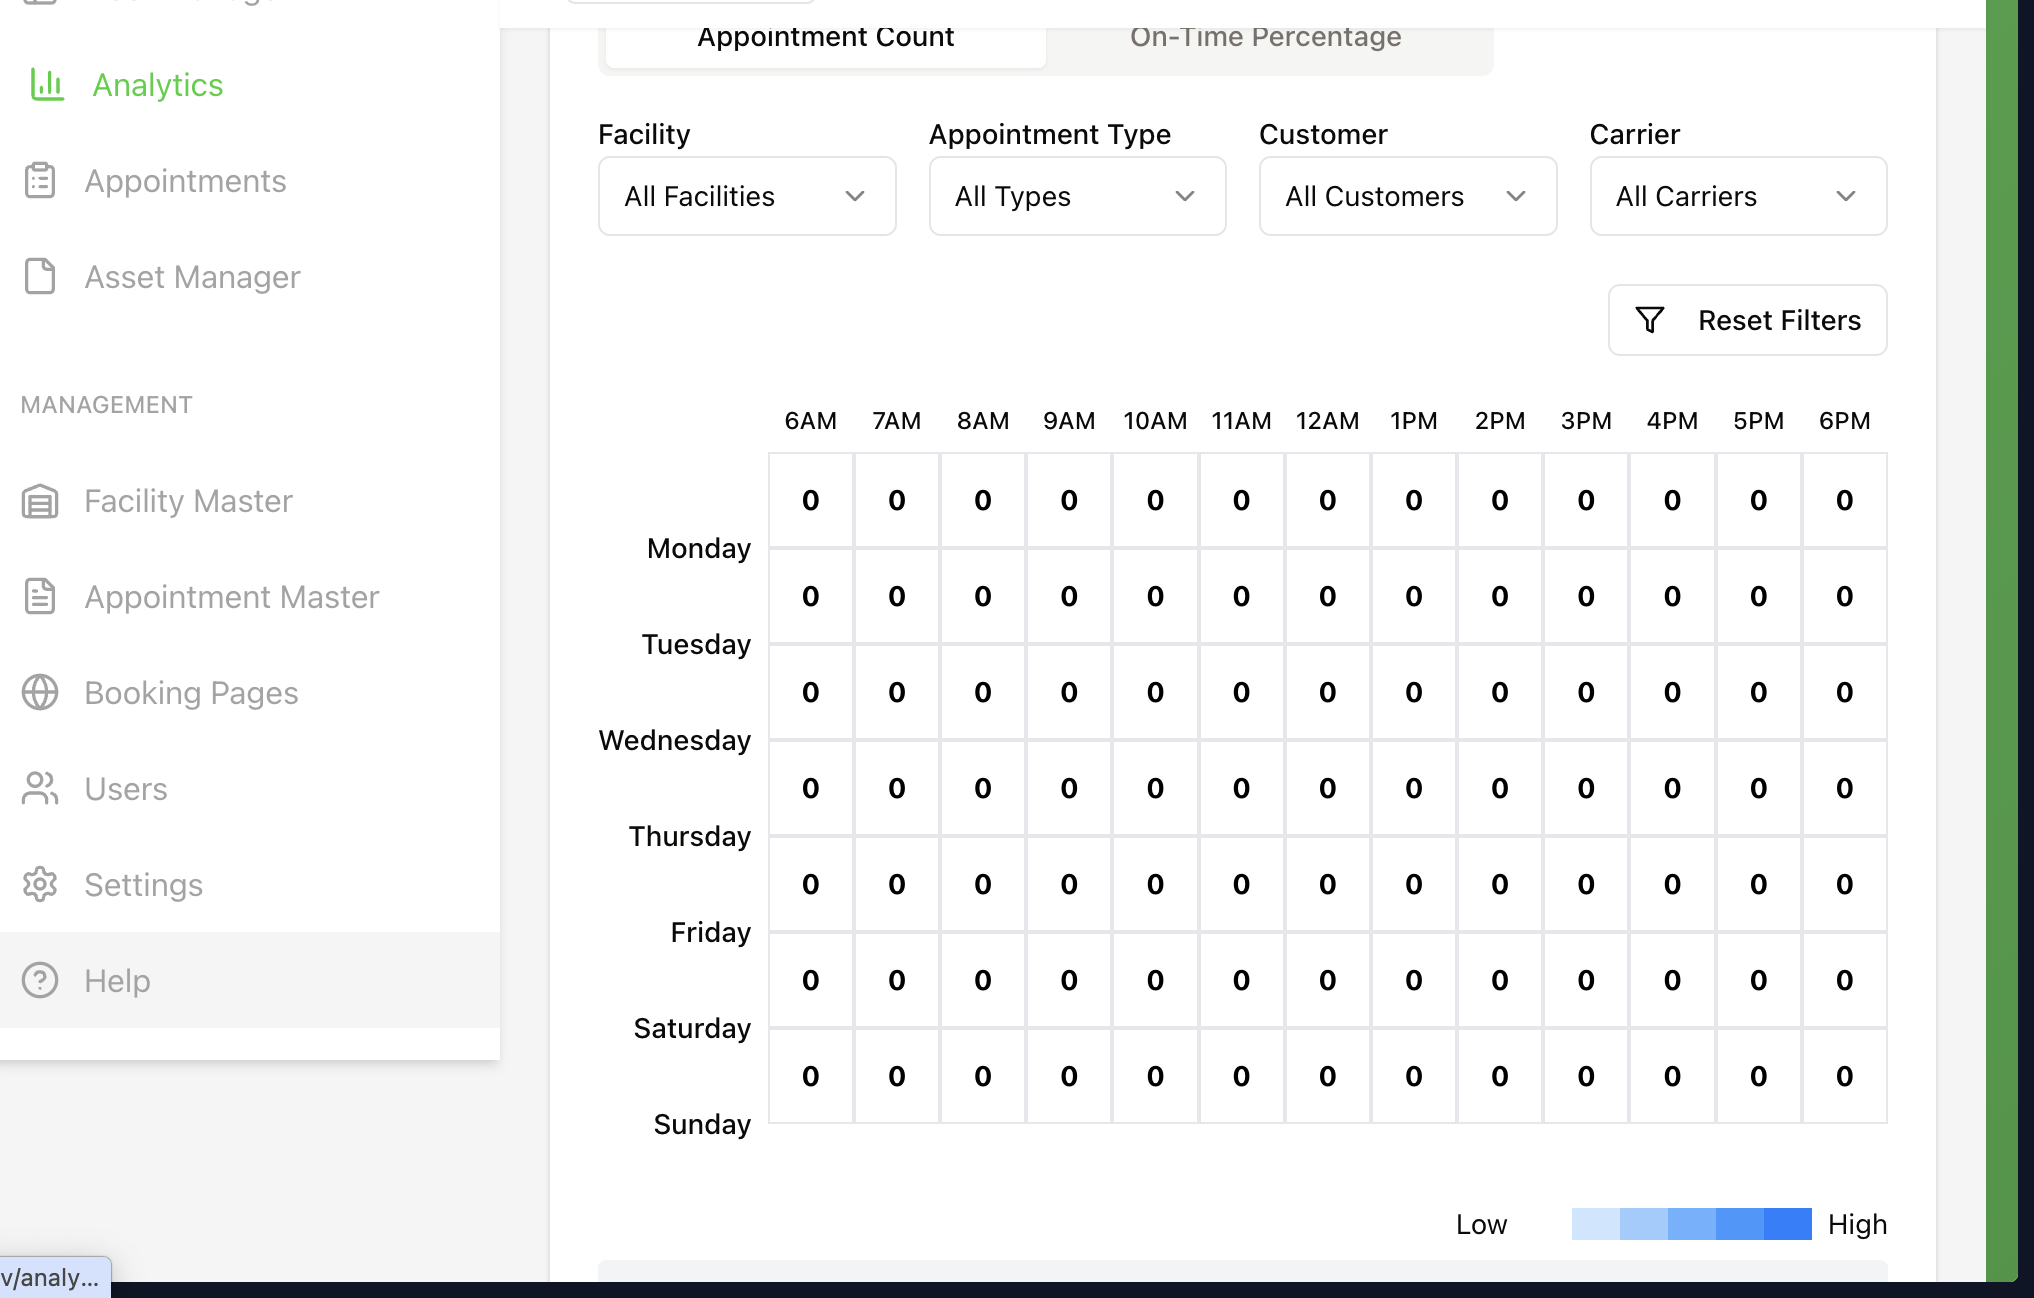 Appointment Count
On-Time Percentage
Analytics
Appointments
Asset Manager
MANAGEMENT
Facility Master
Appointment Master
Booking Pages
Users
Settings
Help
Facility
Appointment Type
Customer
Carrier
All Facilities
All Types
All Customers
All Carriers
Reset Filters
6AM 7AM 8AM 9AM 10AM 11AM 12AM 1PM 2PM 3PM 4PM 5PM 6PM
0 0 0 0 0 0 0 0 0 0 0 0 0
Monday
0 0 0 0 0 0 0 0 0 0 0 0 0
Tuesday
0 0 0 0 0 0 0 0 0 0 0 0 0
Wednesday
0 0 0 0 0 0 0 0 0 0 0 0 0
Thursday
0 0 0 0 0 0 0 0 0 0 0 0 0
Friday
0 0 0 0 0 0 0 0 0 0 0 0 0
Saturday
0 0 0 0 0 0 0 0 0 0 0 0 0
Sunday
Low
High
v/analy...